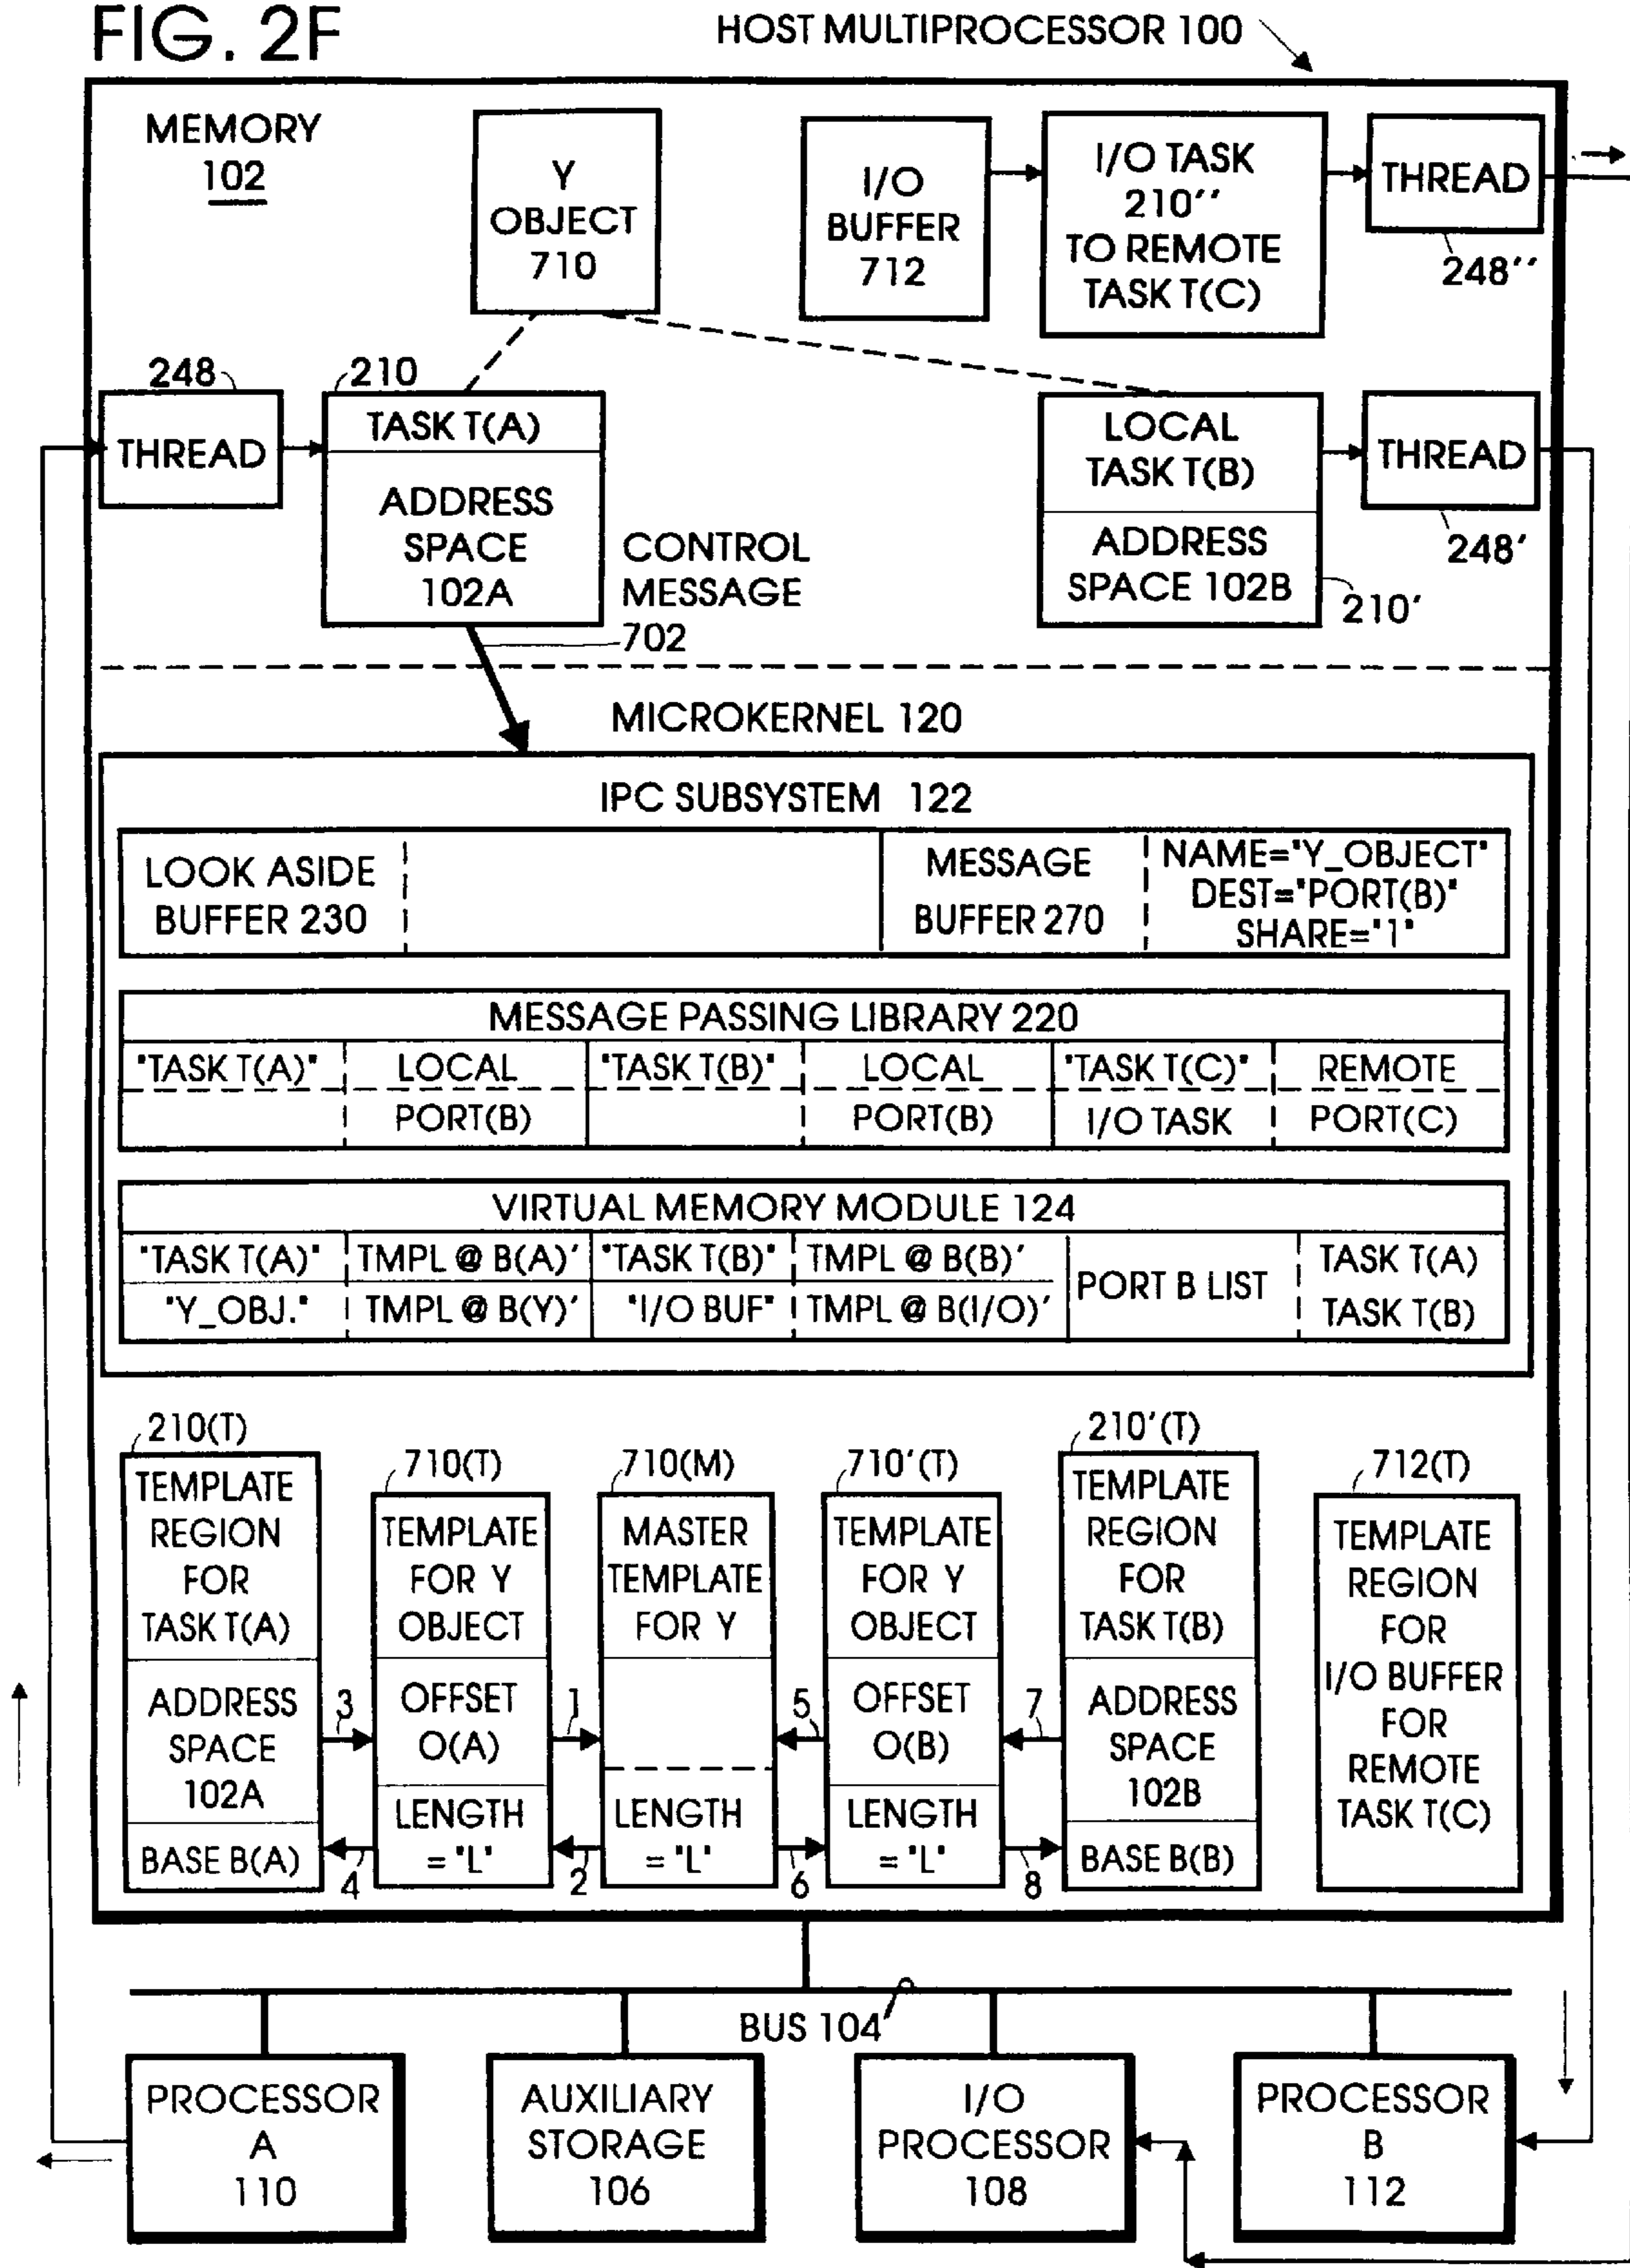 FIG. 2F
HOST MULTIPROCESSOR 100
MEMORY
102
Y
OBJECT
710
I/O
BUFFER
712
I/O TASK
210''
TO REMOTE
TASK T(C)
THREAD
248''
248
THREAD
210
TASK T(A)
ADDRESS
SPACE
102A
CONTROL
MESSAGE
702
LOCAL
TASK T(B)
ADDRESS
SPACE 102B
210'
THREAD
248'
MICROKERNEL 120
IPC SUBSYSTEM 122
LOOK ASIDE
BUFFER 230
MESSAGE
BUFFER 270
NAME="Y_OBJECT"
DEST="PORT(B)"
SHARE="1"
MESSAGE PASSING LIBRARY 220
"TASK T(A)" LOCAL "TASK T(B)" LOCAL "TASK T(C)" REMOTE
PORT(B) PORT(B) I/O TASK PORT(C)
VIRTUAL MEMORY MODULE 124
"TASK T(A)" TMPL @ B(A)' "TASK T(B)" TMPL @ B(B)'
"Y_OBJ." TMPL @ B(Y)' "I/O BUF" TMPL @ B(I/O)'
PORT B LIST
TASK T(A)
TASK T(B)
210(T)
TEMPLATE
REGION
FOR
TASK T(A)
ADDRESS
SPACE
102A
BASE B(A)
3
4
710(T)
TEMPLATE
FOR Y
OBJECT
OFFSET
O(A)
LENGTH
= "L"
1
2
710(M)
MASTER
TEMPLATE
FOR Y
LENGTH
= "L"
5
6
710'(T)
TEMPLATE
FOR Y
OBJECT
OFFSET
O(B)
LENGTH
= "L"
7
8
210'(T)
TEMPLATE
REGION
FOR
TASK T(B)
ADDRESS
SPACE
102B
BASE B(B)
712(T)
TEMPLATE
REGION
FOR
I/O BUFFER
FOR
REMOTE
TASK T(C)
BUS 104
PROCESSOR
A
110
AUXILIARY
STORAGE
106
I/O
PROCESSOR
108
PROCESSOR
B
112